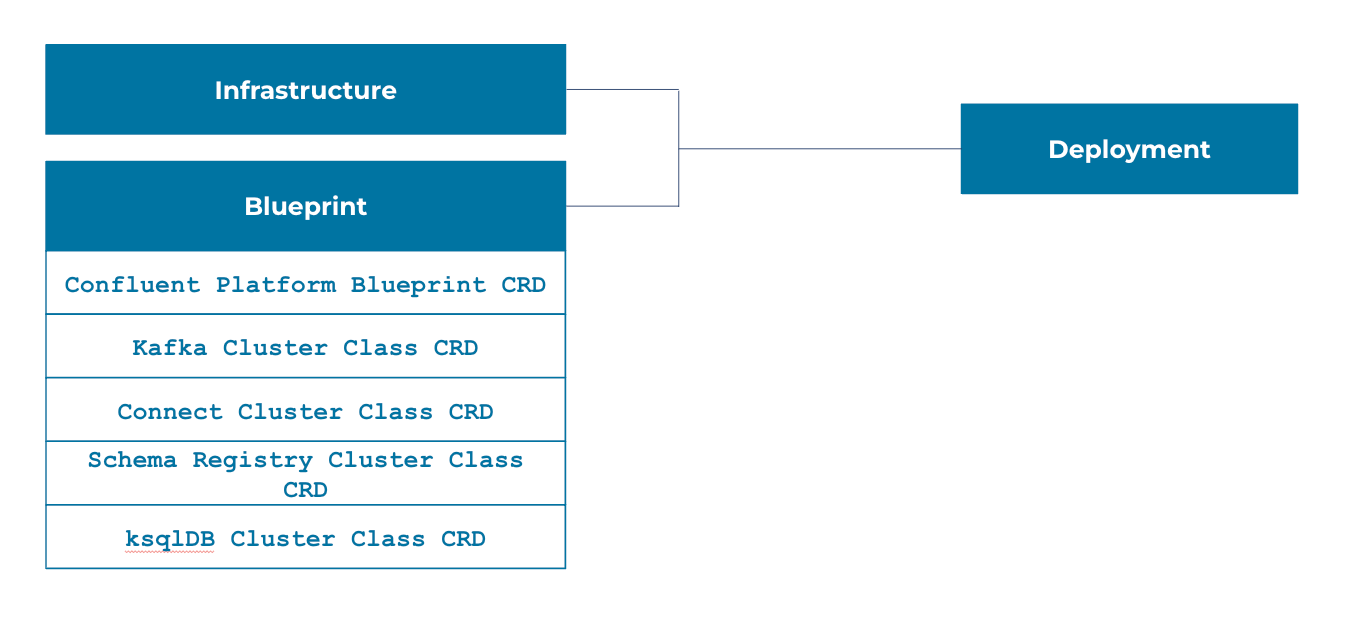 Infrastructure
Deployment
Blueprint
Confluent Platform Blueprint CRD
Kafka Cluster Class CRD
Connect Cluster Class CRD
Schema Registry Cluster Class
CRD
ksqlDB Cluster Class CRD